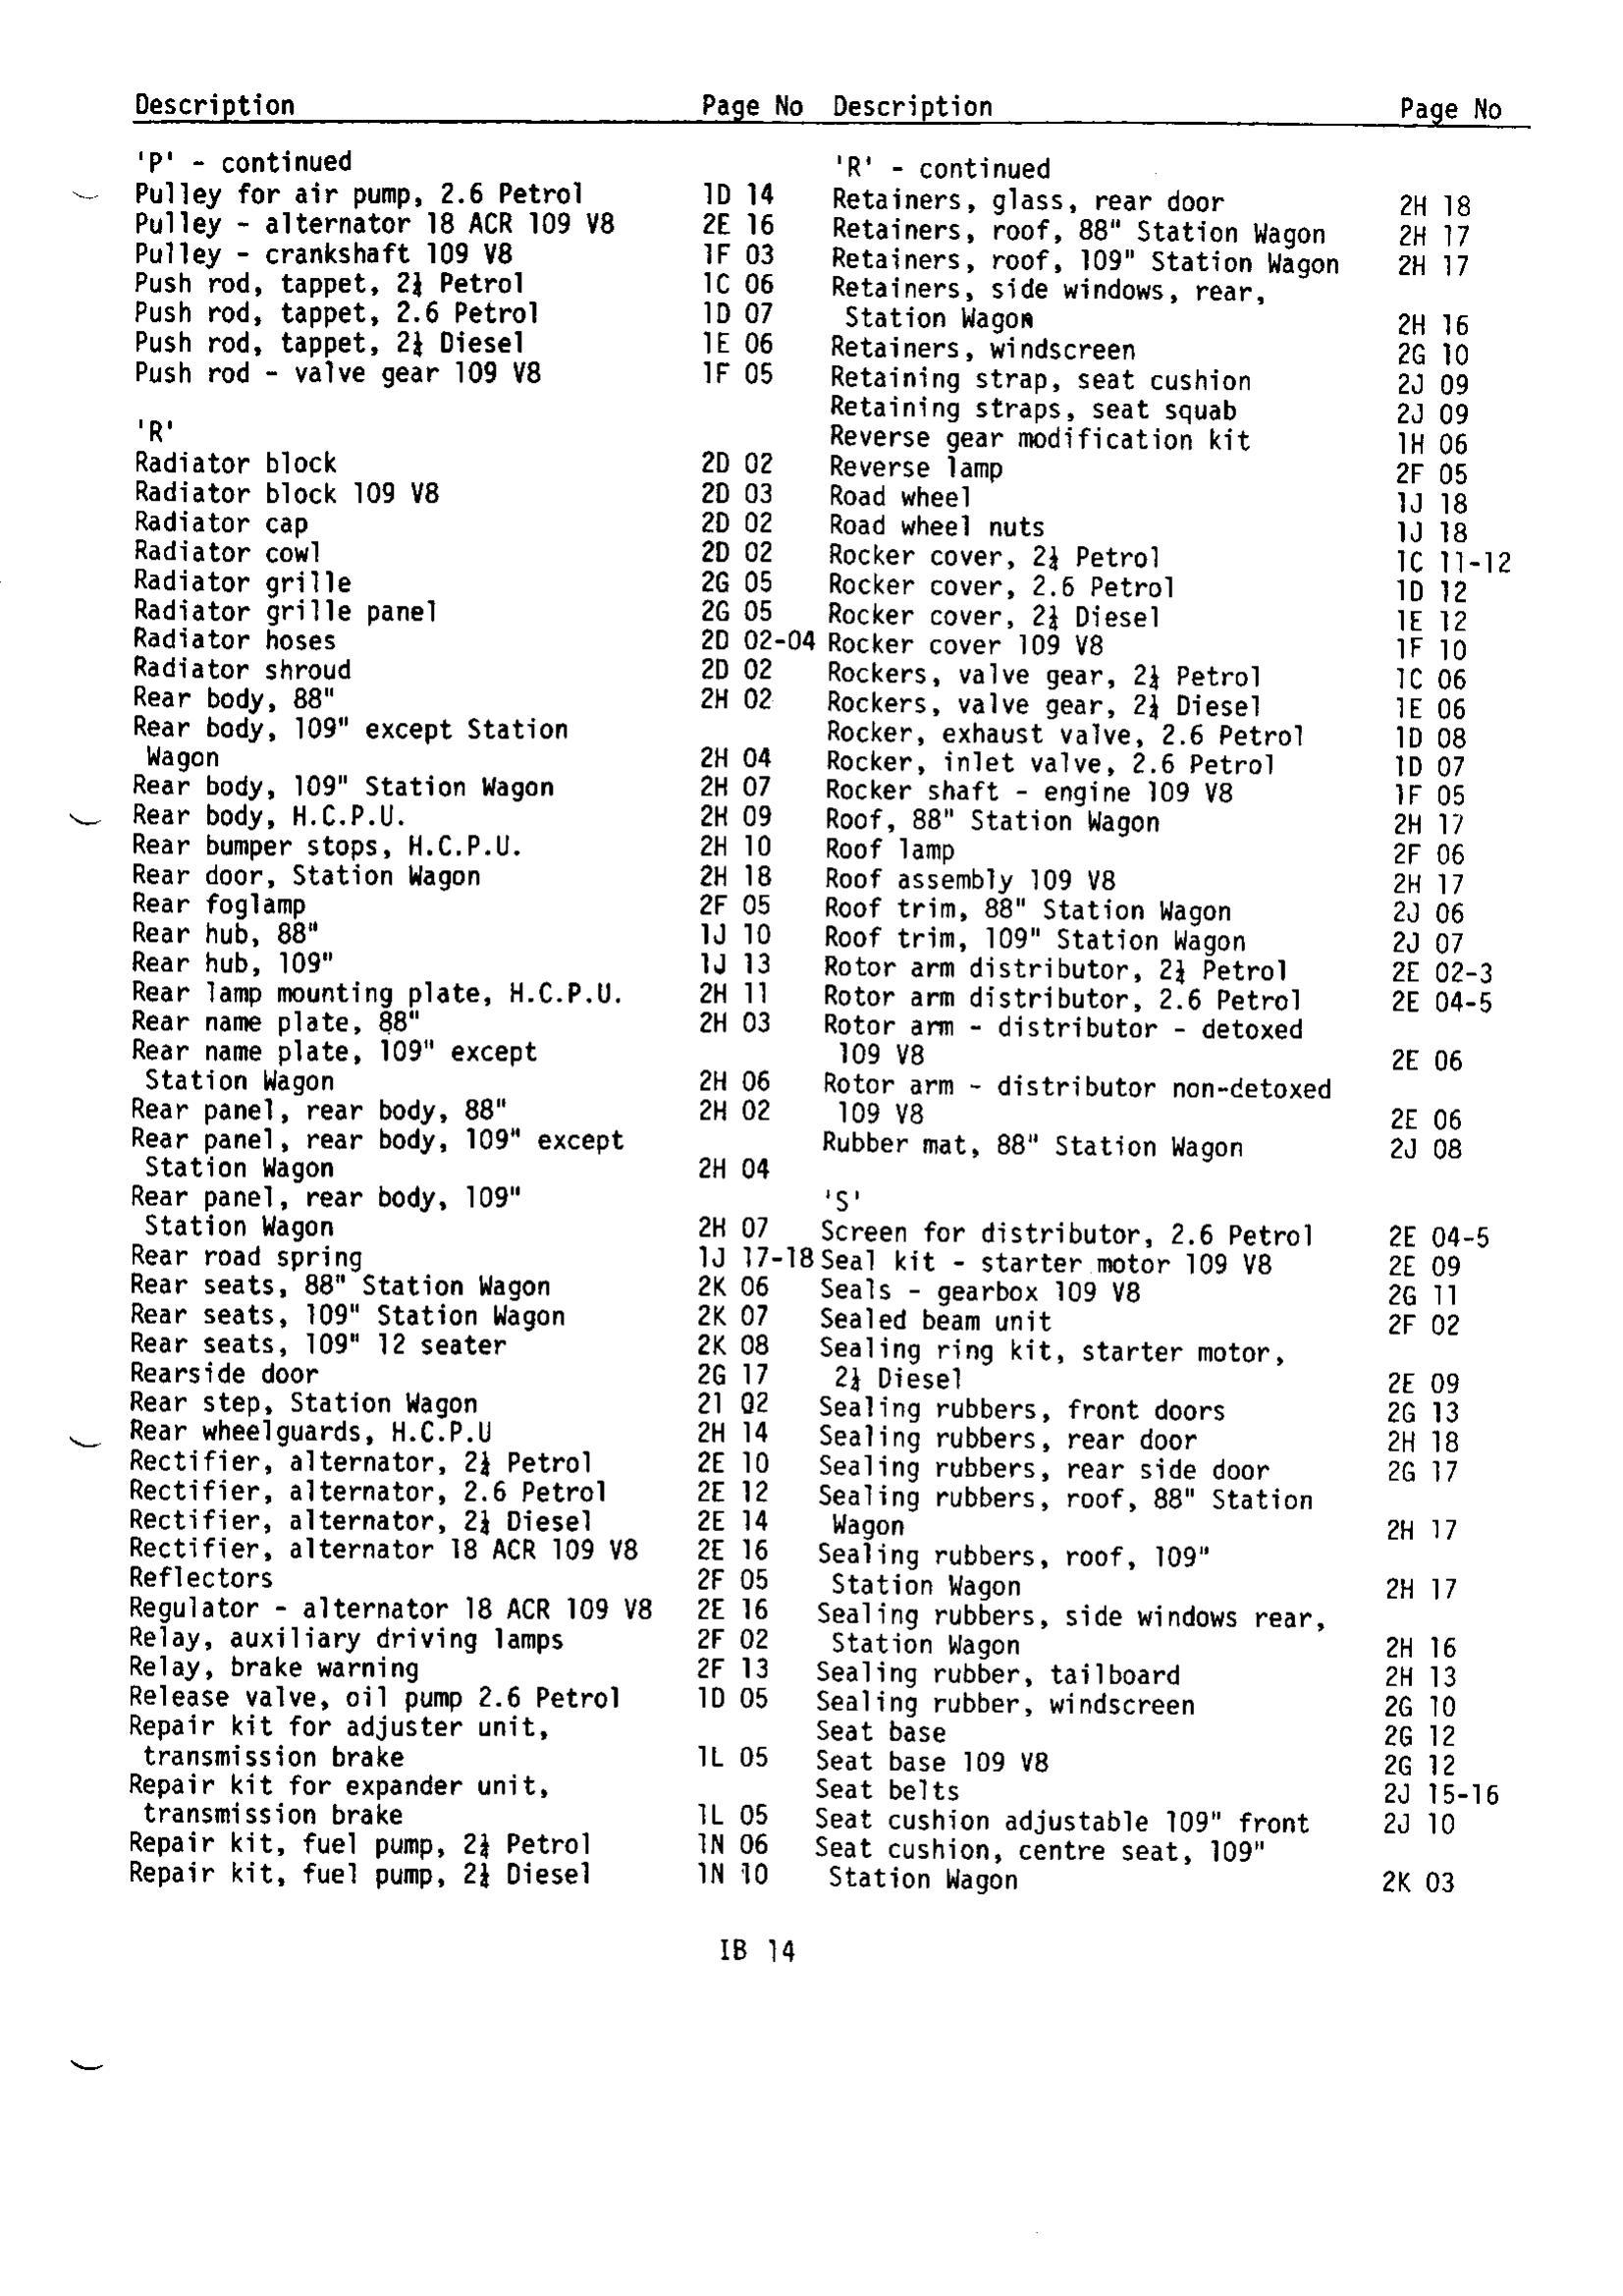 Description Page No Description Page No
'P' - continued
Pulley for air pump, 2.6 Petrol 1D 14
Pulley - alternator 18 ACR 109 V8 2E 16
Pulley - crankshaft 109 V8 1F 03
Push rod, tappet, 2¼ Petrol 1C 06
Push rod, tappet, 2.6 Petrol 1D 07
Push rod, tappet, 2¼ Diesel 1E 06
Push rod - valve gear 109 V8 1F 05
'R'
Radiator block 2D 02
Radiator block 109 V8 2D 03
Radiator cap 2D 02
Radiator cowl 2D 02
Radiator grille 2G 05
Radiator grille panel 2G 05
Radiator hoses 2D 02-04
Radiator shroud 2D 02
Rear body, 88" 2H 02
Rear body, 109" except Station
Wagon 2H 04
Rear body, 109" Station Wagon 2H 07
Rear body, H.C.P.U. 2H 09
Rear bumper stops, H.C.P.U. 2H 10
Rear door, Station Wagon 2H 18
Rear foglamp 2F 05
Rear hub, 88" 1J 10
Rear hub, 109" 1J 13
Rear lamp mounting plate, H.C.P.U. 2H 11
Rear name plate, 88" 2H 03
Rear name plate, 109" except
Station Wagon 2H 06
Rear panel, rear body, 88" 2H 02
Rear panel, rear body, 109" except
Station Wagon 2H 04
Rear panel, rear body, 109"
Station Wagon 2H 07
Rear road spring 1J 17-18
Rear seats, 88" Station Wagon 2K 06
Rear seats, 109" Station Wagon 2K 07
Rear seats, 109" 12 seater 2K 08
Rearside door 2G 17
Rear step, Station Wagon 21 02
Rear wheelguards, H.C.P.U 2H 14
Rectifier, alternator, 2¼ Petrol 2E 10
Rectifier, alternator, 2.6 Petrol 2E 12
Rectifier, alternator, 2¼ Diesel 2E 14
Rectifier, alternator 18 ACR 109 V8 2E 16
Reflectors 2F 05
Regulator - alternator 18 ACR 109 V8 2E 16
Relay, auxiliary driving lamps 2F 02
Relay, brake warning 2F 13
Release valve, oil pump 2.6 Petrol 1D 05
Repair kit for adjuster unit,
transmission brake 1L 05
Repair kit for expander unit,
transmission brake 1L 05
Repair kit, fuel pump, 2¼ Petrol 1N 06
Repair kit, fuel pump, 2¼ Diesel 1N 10
'R' - continued
Retainers, glass, rear door 2H 18
Retainers, roof, 88" Station Wagon 2H 17
Retainers, roof, 109" Station Wagon 2H 17
Retainers, side windows, rear,
Station Wagon 2H 16
Retainers, windscreen 2G 10
Retaining strap, seat cushion 2J 09
Retaining straps, seat squab 2J 09
Reverse gear modification kit 1H 06
Reverse lamp 2F 05
Road wheel 1J 18
Road wheel nuts 1J 18
Rocker cover, 2¼ Petrol 1C 11-12
Rocker cover, 2.6 Petrol 1D 12
Rocker cover, 2¼ Diesel 1E 12
Rocker cover 109 V8 1F 10
Rockers, valve gear, 2¼ Petrol 1C 06
Rockers, valve gear, 2¼ Diesel 1E 06
Rocker, exhaust valve, 2.6 Petrol 1D 08
Rocker, inlet valve, 2.6 Petrol 1D 07
Rocker shaft - engine 109 V8 1F 05
Roof, 88" Station Wagon 2H 17
Roof lamp 2F 06
Roof assembly 109 V8 2H 17
Roof trim, 88" Station Wagon 2J 06
Roof trim, 109" Station Wagon 2J 07
Rotor arm distributor, 2¼ Petrol 2E 02-3
Rotor arm distributor, 2.6 Petrol 2E 04-5
Rotor arm - distributor - detoxed
109 V8 2E 06
Rotor arm - distributor non-detoxed
109 V8 2E 06
Rubber mat, 88" Station Wagon 2J 08
'S'
Screen for distributor, 2.6 Petrol 2E 04-5
Seal kit - starter motor 109 V8 2E 09
Seals - gearbox 109 V8 2G 11
Sealed beam unit 2F 02
Sealing ring kit, starter motor,
2¼ Diesel 2E 09
Sealing rubbers, front doors 2G 13
Sealing rubbers, rear door 2H 18
Sealing rubbers, rear side door 2G 17
Sealing rubbers, roof, 88" Station
Wagon 2H 17
Sealing rubbers, roof, 109"
Station Wagon 2H 17
Sealing rubbers, side windows rear,
Station Wagon 2H 16
Sealing rubber, tailboard 2H 13
Sealing rubber, windscreen 2G 10
Seat base 2G 12
Seat base 109 V8 2G 12
Seat belts 2J 15-16
Seat cushion adjustable 109" front 2J 10
Seat cushion, centre seat, 109"
Station Wagon 2K 03
IB 14